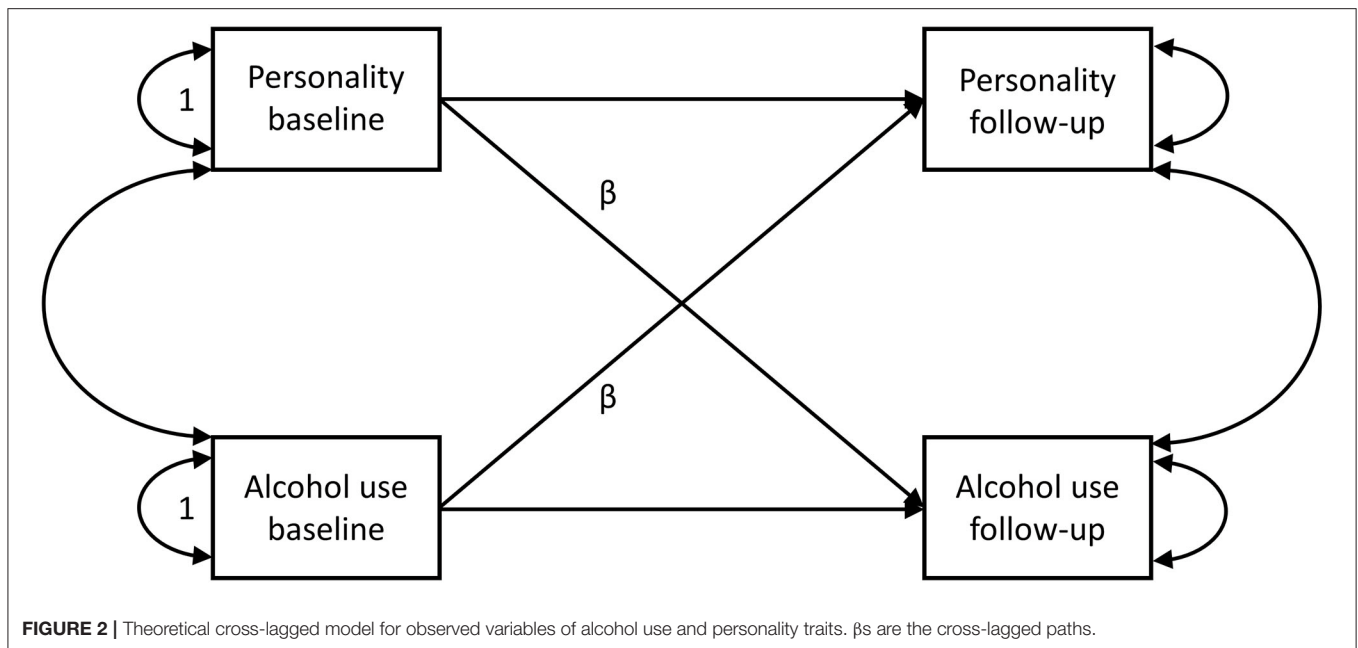 Personality
baseline
1
Personality
follow-up
β
β
Alcohol use
baseline
1
Alcohol use
follow-up
FIGURE 2 | Theoretical cross-lagged model for observed variables of alcohol use and personality traits. βs are the cross-lagged paths.